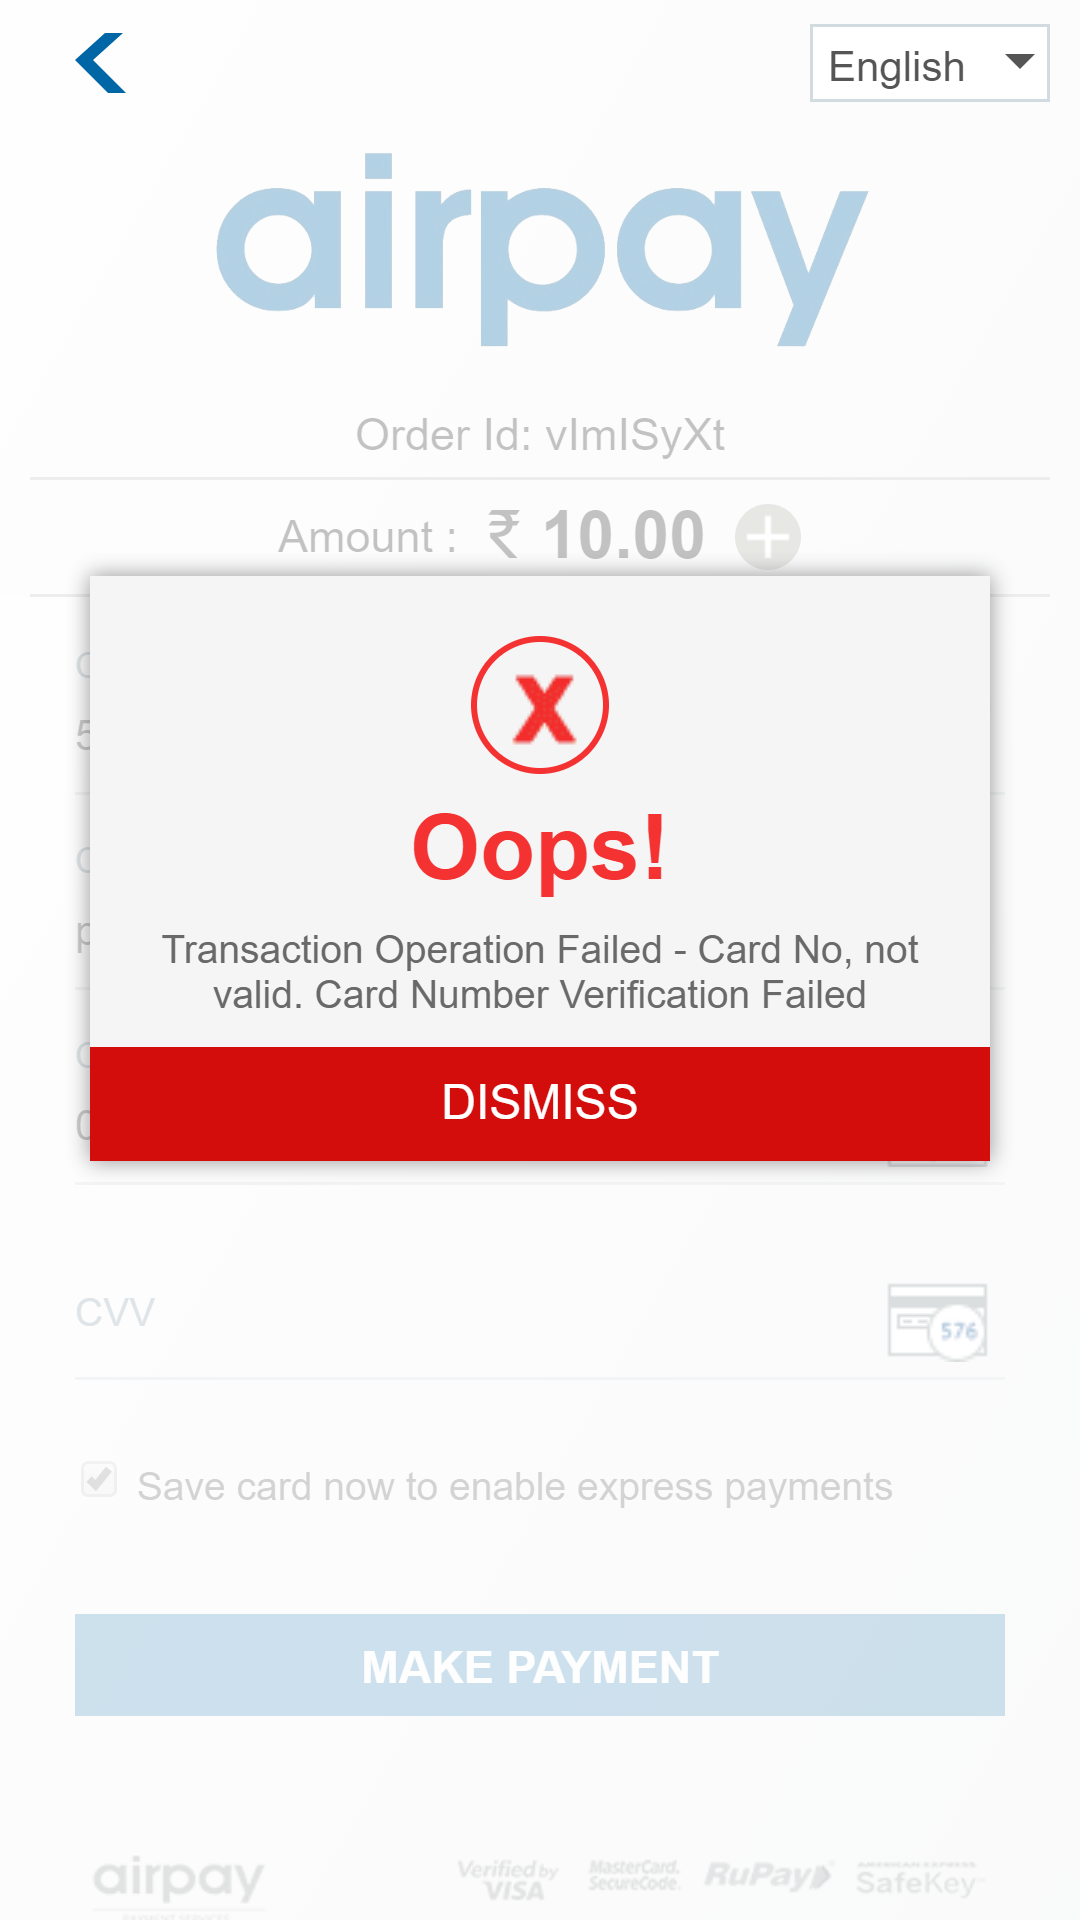 English
airpay
Order Id: vImISyXt
Amount : ₹ 10.00
X
Oops!
Transaction Operation Failed - Card No, not
valid. Card Number Verification Failed
DISMISS
CVV
576
Save card now to enable express payments
MAKE PAYMENT
airpay
Verified by
VISA
MasterCard.
SecureCode.
RuPay
SafeKey